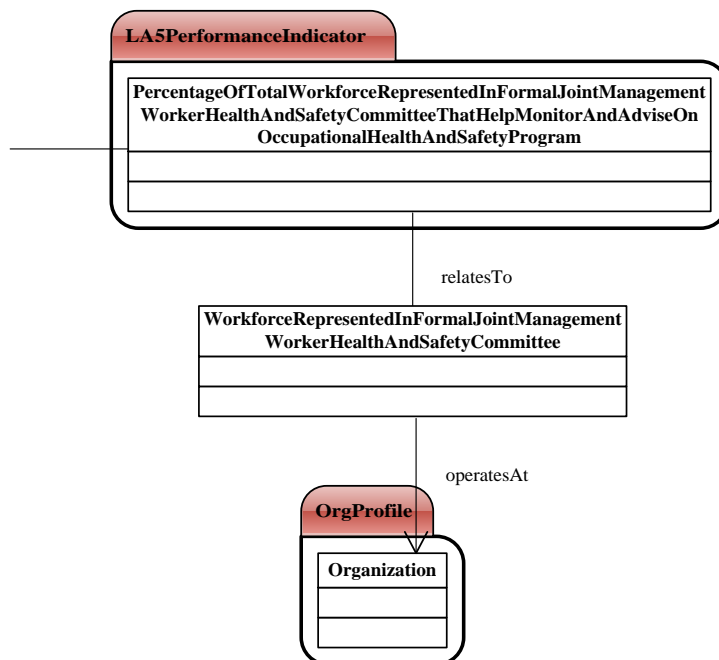 LA5PerformanceIndicator
PercentageOfTotalWorkforceRepresentedInFormalJointManagement
WorkerHealthAndSafetyCommitteeThatHelpMonitorAndAdviseOn
OccupationalHealthAndSafetyProgram
relatesTo
WorkforceRepresentedInFormalJointManagement
WorkerHealthAndSafetyCommittee
operatesAt
OrgProfile
Organization